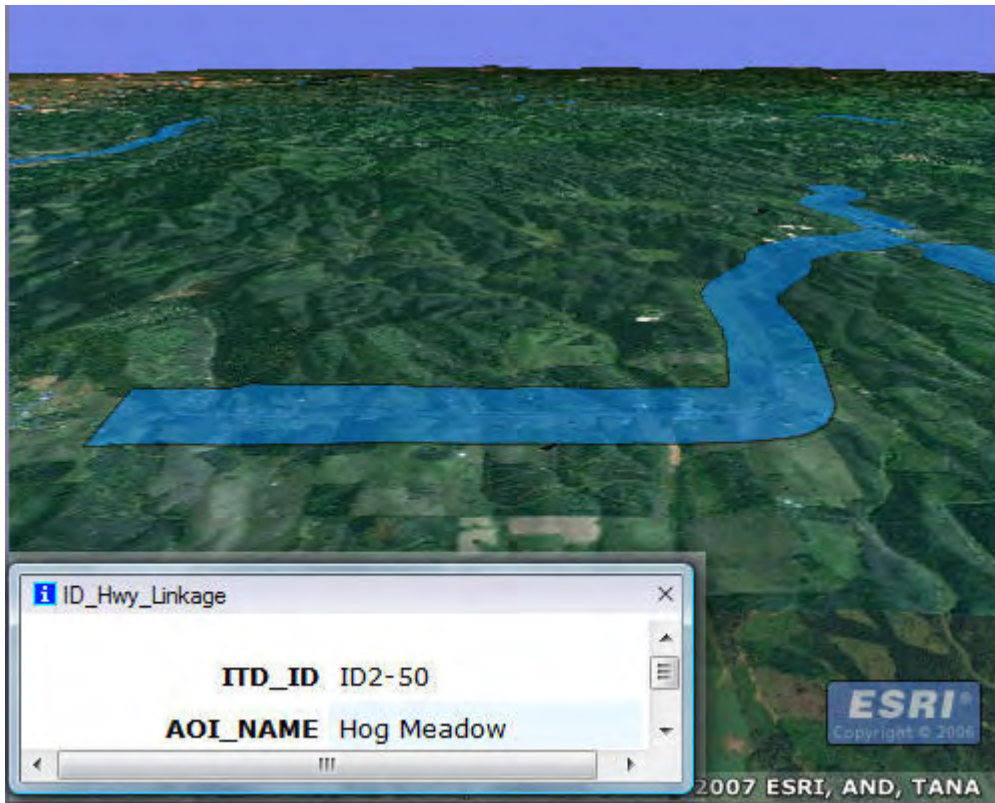 ID_Hwy_Linkage
ITD_ID ID2-50
AOI_NAME Hog Meadow
ESRI®
Copyright © 2006
2007 ESRI, AND, TANA